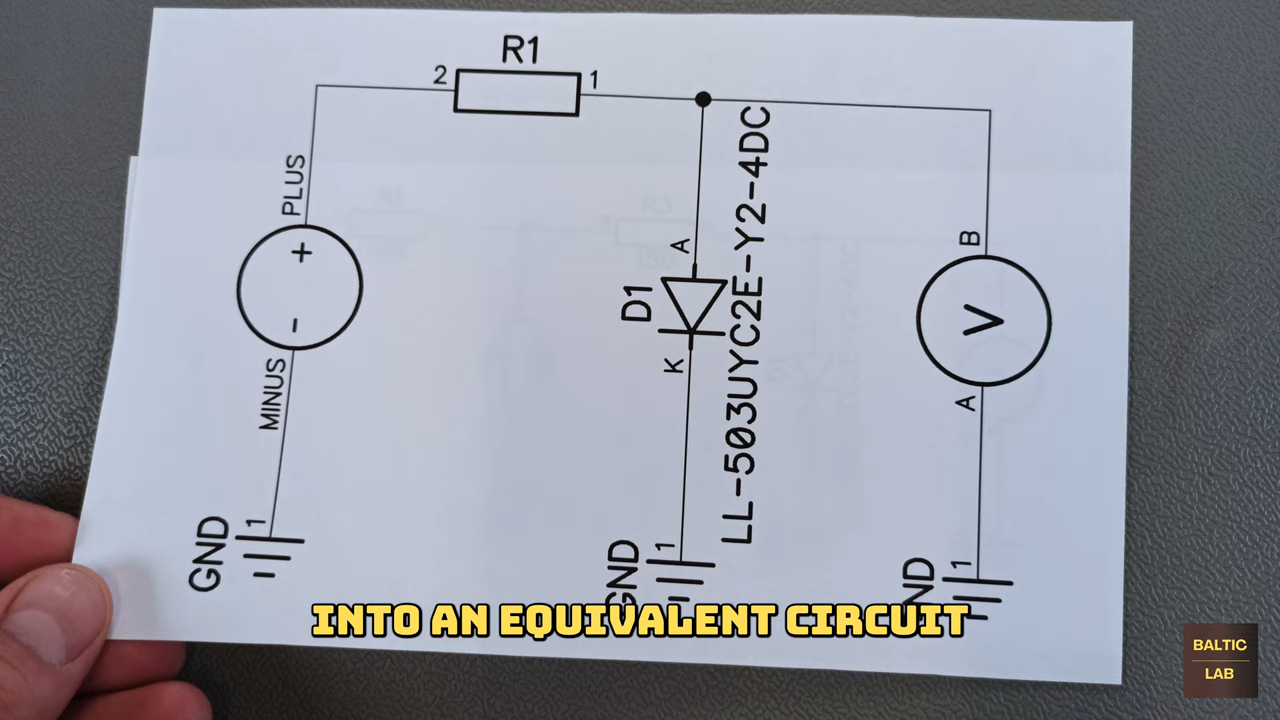 R1
2
1
PLUS
+
-
MINUS
GND
1
A
D1
K
LL-503UYC2E-Y2-4DC
GND
1
B
V
A
ND
1
INTO AN EQUIVALENT CIRCUIT
BALTIC
LAB